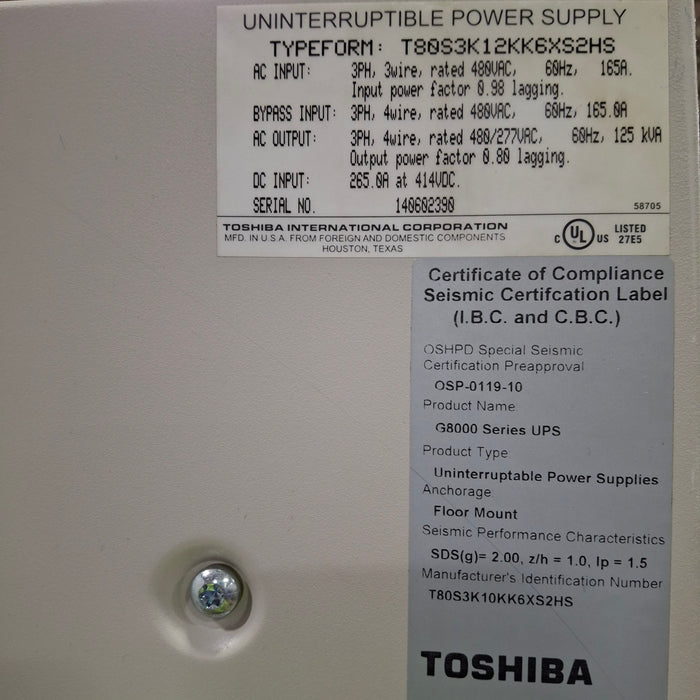 UNINTERRUPTIBLE POWER SUPPLY
TYPEFORM: T80S3K12KK6XS2HS
AC INPUT: 3PH, 3wire, rated 480VAC, 60Hz, 165A.
Input power factor 0.98 lagging.
BYPASS INPUT: 3PH, 4wire, rated 480VAC, 60Hz, 165.0A
AC OUTPUT: 3PH, 4wire, rated 480/277VAC, 60Hz, 125 kVA
Output power factor 0.80 lagging.
DC INPUT: 265.0A at 414VDC.
SERIAL NO. 140602390
58705
TOSHIBA INTERNATIONAL CORPORATION
MFD. IN U.S.A. FROM FOREIGN AND DOMESTIC COMPONENTS
HOUSTON, TEXAS
C UL US LISTED
27E5
Certificate of Compliance
Seismic Certifcation Label
(I.B.C. and C.B.C.)
OSHPD Special Seismic
Certification Preapproval
OSP-0119-10
Product Name
G8000 Series UPS
Product Type
Uninterruptable Power Supplies
Anchorage
Floor Mount
Seismic Performance Characteristics
SDS(g)= 2.00, z/h = 1.0, Ip = 1.5
Manufacturer's Identification Number
T80S3K10KK6XS2HS
TOSHIBA